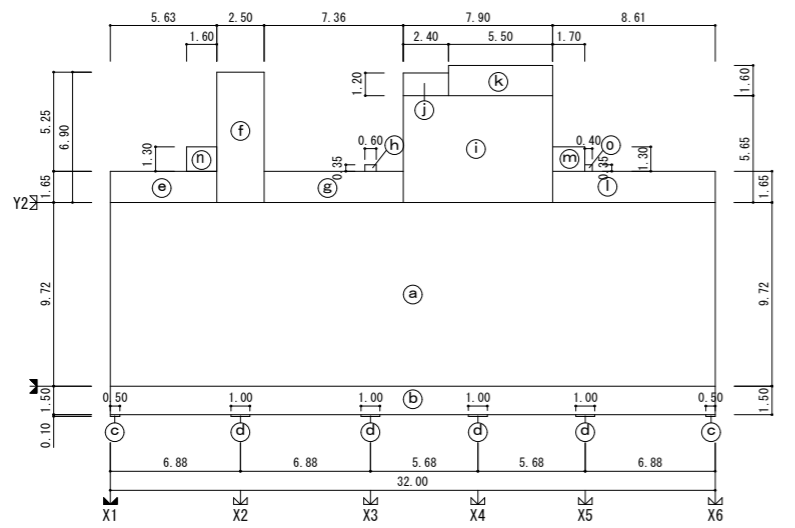 5.63 2.50 7.36 7.90 8.61
1.60 2.40 5.50 1.70
k
1.20 1.60
j
5.25 6.90 f i 5.65
1.30 n 0.60 h m 0.40 o 1.30
0.35 0.35
1.65 e g l 1.65
Y2
9.72 a 9.72
b
1.50 0.50 1.00 1.00 1.00 1.00 0.50 1.50
0.10 c d d d d c
6.88 6.88 5.68 5.68 6.88
32.00
X1 X2 X3 X4 X5 X6